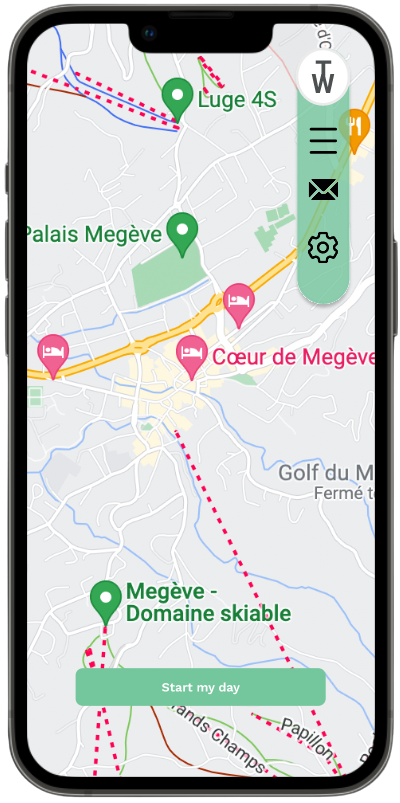 d'O
TW
Luge 4S
Palais Megève
Cœur de Megève
Golf du M
Fermé t
Megève -
Domaine skiable
Start my day
rands Champs
Papillon